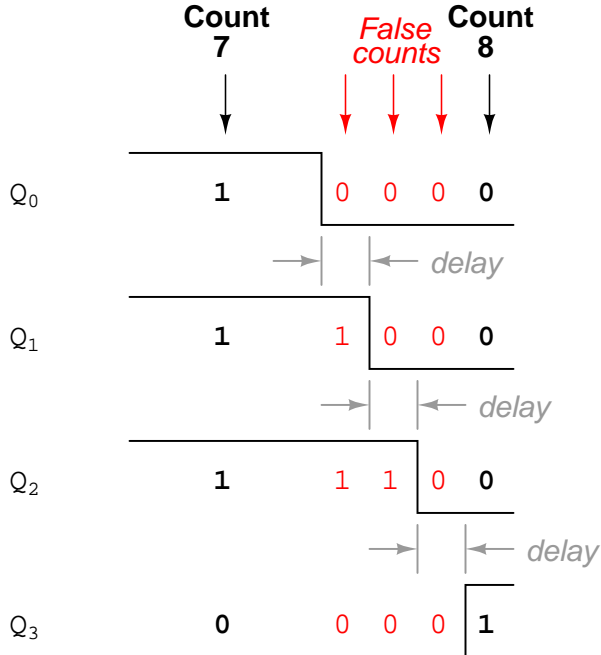 Count
7
False
counts
Count
8
Q0 1 0 0 0 0
delay
Q1 1 1 0 0 0
delay
Q2 1 1 1 0 0
delay
Q3 0 0 0 0 1